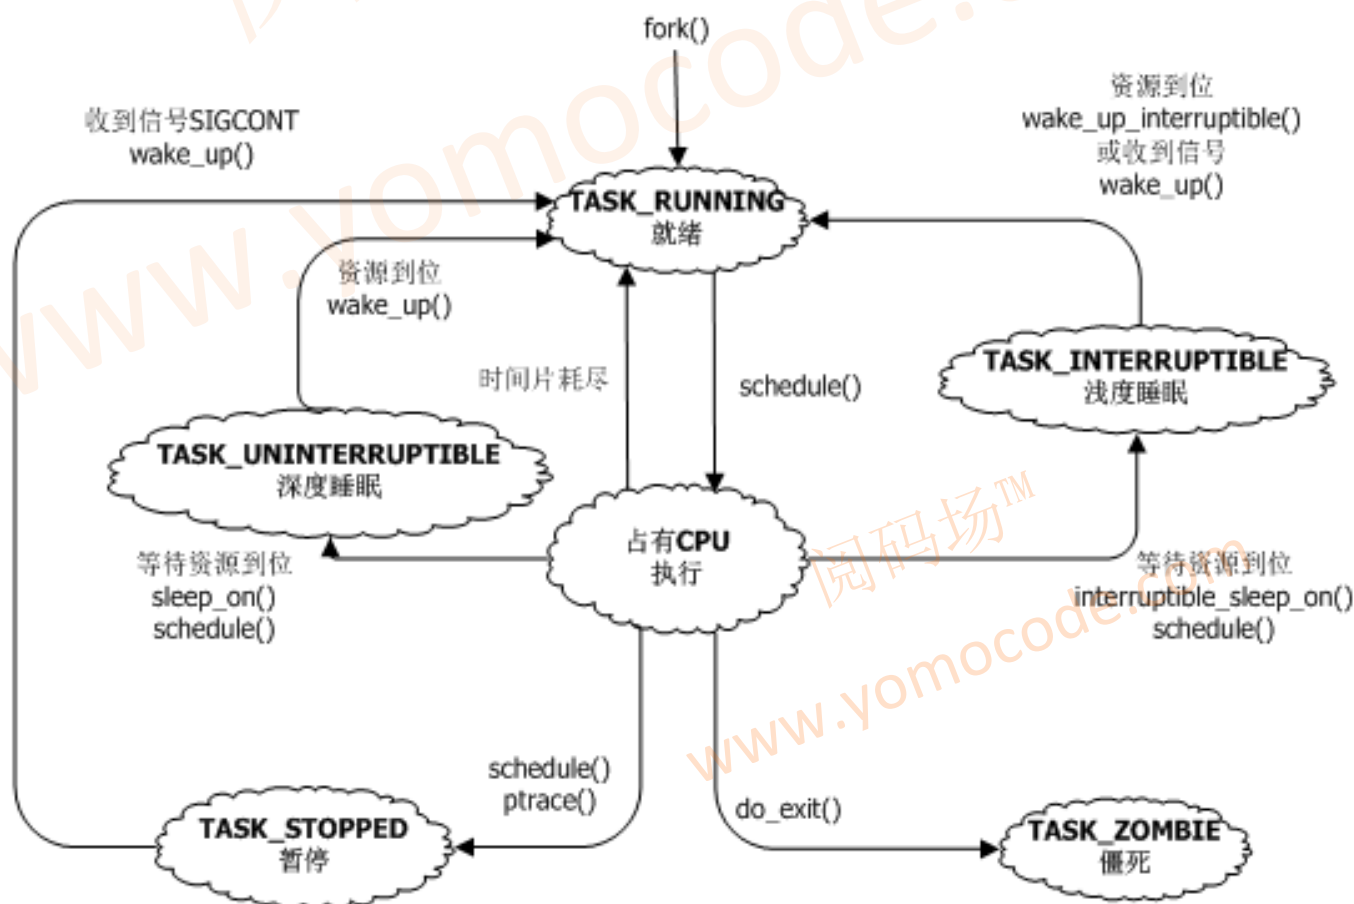 fork()
资源到位
wake_up_interruptible()
或收到信号
wake_up()
收到信号SIGCONT
wake_up()
TASK_RUNNING
就绪
资源到位
wake_up()
时间片耗尽
schedule()
TASK_INTERRUPTIBLE
浅度睡眠
TASK_UNINTERRUPTIBLE
深度睡眠
占有CPU
执行
等待资源到位
sleep_on()
schedule()
等待资源到位
interruptible_sleep_on()
schedule()
schedule()
ptrace()
do_exit()
TASK_STOPPED
暂停
TASK_ZOMBIE
僵死
www.yomocode.c
阅码场™
www.yomocode.com